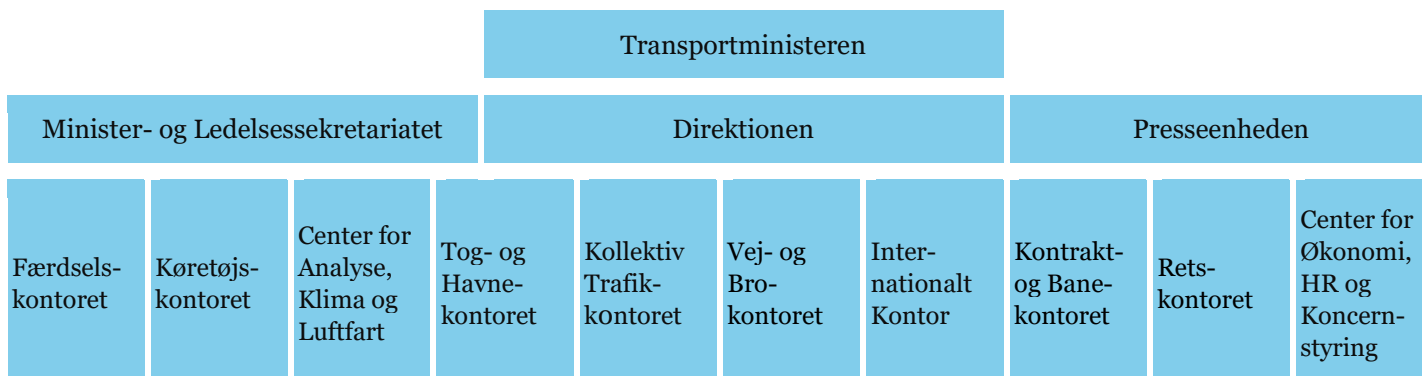 Transportministeren
Minister- og Ledelsessekretariatet
Direktionen
Presseenheden
Færdsels-
kontoret
Køretøjs-
kontoret
Center for
Analyse,
Klima og
Luftfart
Tog- og
Havne-
kontoret
Kollektiv
Trafik-
kontoret
Vej- og
Bro-
kontoret
Inter-
nationalt
Kontor
Kontrakt-
og Bane-
kontoret
Rets-
kontoret
Center for
Økonomi,
HR og
Koncern-
styring